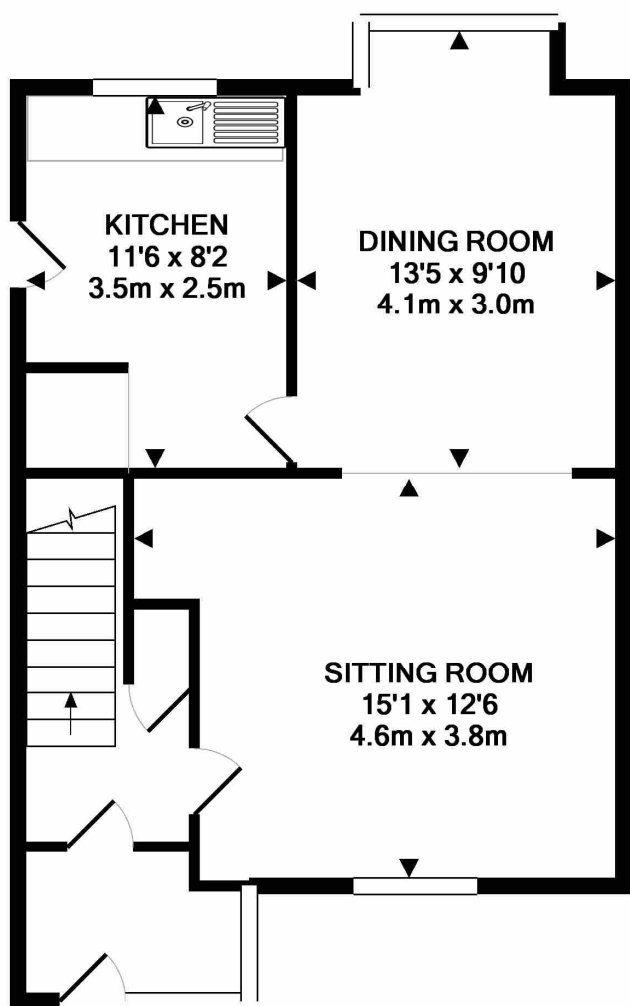 KITCHEN
11'6 x 8'2
3.5m x 2.5m
DINING ROOM
13'5 x 9'10
4.1m x 3.0m
SITTING ROOM
15'1 x 12'6
4.6m x 3.8m